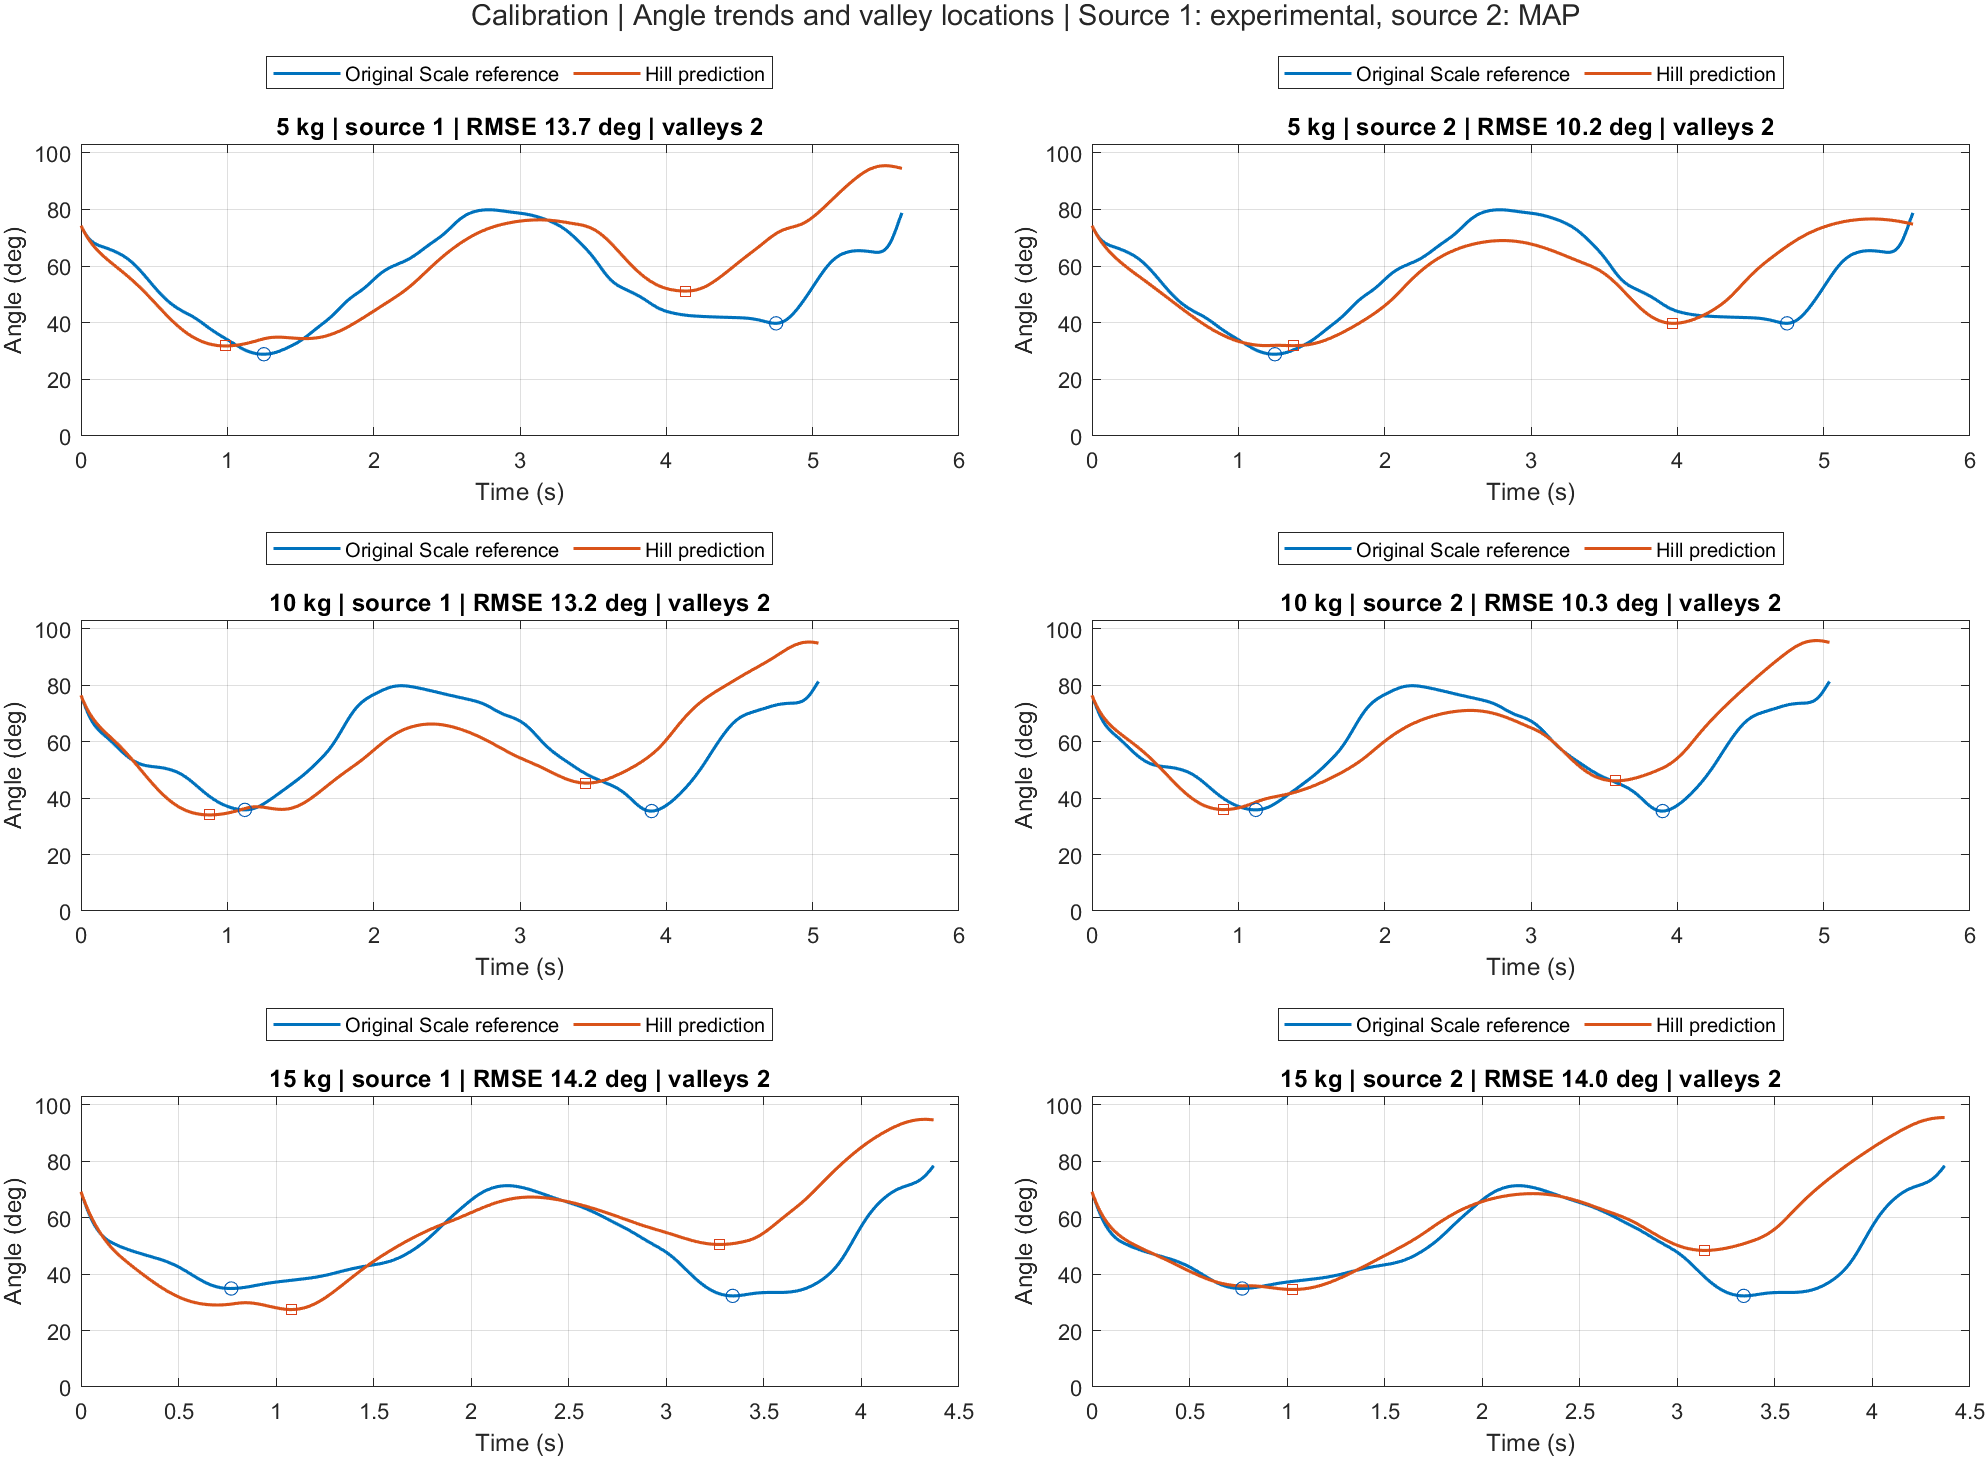 Calibration | Angle trends and valley locations | Source 1: experimental, source 2: MAP
Original Scale reference Hill prediction
5 kg | source 1 | RMSE 13.7 deg | valleys 2
100
80
60
40
20
0
Angle (deg)
0 1 2 3 4 5 6
Time (s)
Original Scale reference Hill prediction
5 kg | source 2 | RMSE 10.2 deg | valleys 2
100
80
60
40
20
0
Angle (deg)
0 1 2 3 4 5 6
Time (s)
Original Scale reference Hill prediction
10 kg | source 1 | RMSE 13.2 deg | valleys 2
100
80
60
40
20
0
Angle (deg)
0 1 2 3 4 5 6
Time (s)
Original Scale reference Hill prediction
10 kg | source 2 | RMSE 10.3 deg | valleys 2
100
80
60
40
20
0
Angle (deg)
0 1 2 3 4 5 6
Time (s)
Original Scale reference Hill prediction
15 kg | source 1 | RMSE 14.2 deg | valleys 2
100
80
60
40
20
0
Angle (deg)
0 0.5 1 1.5 2 2.5 3 3.5 4 4.5
Time (s)
Original Scale reference Hill prediction
15 kg | source 2 | RMSE 14.0 deg | valleys 2
100
80
60
40
20
0
Angle (deg)
0 0.5 1 1.5 2 2.5 3 3.5 4 4.5
Time (s)